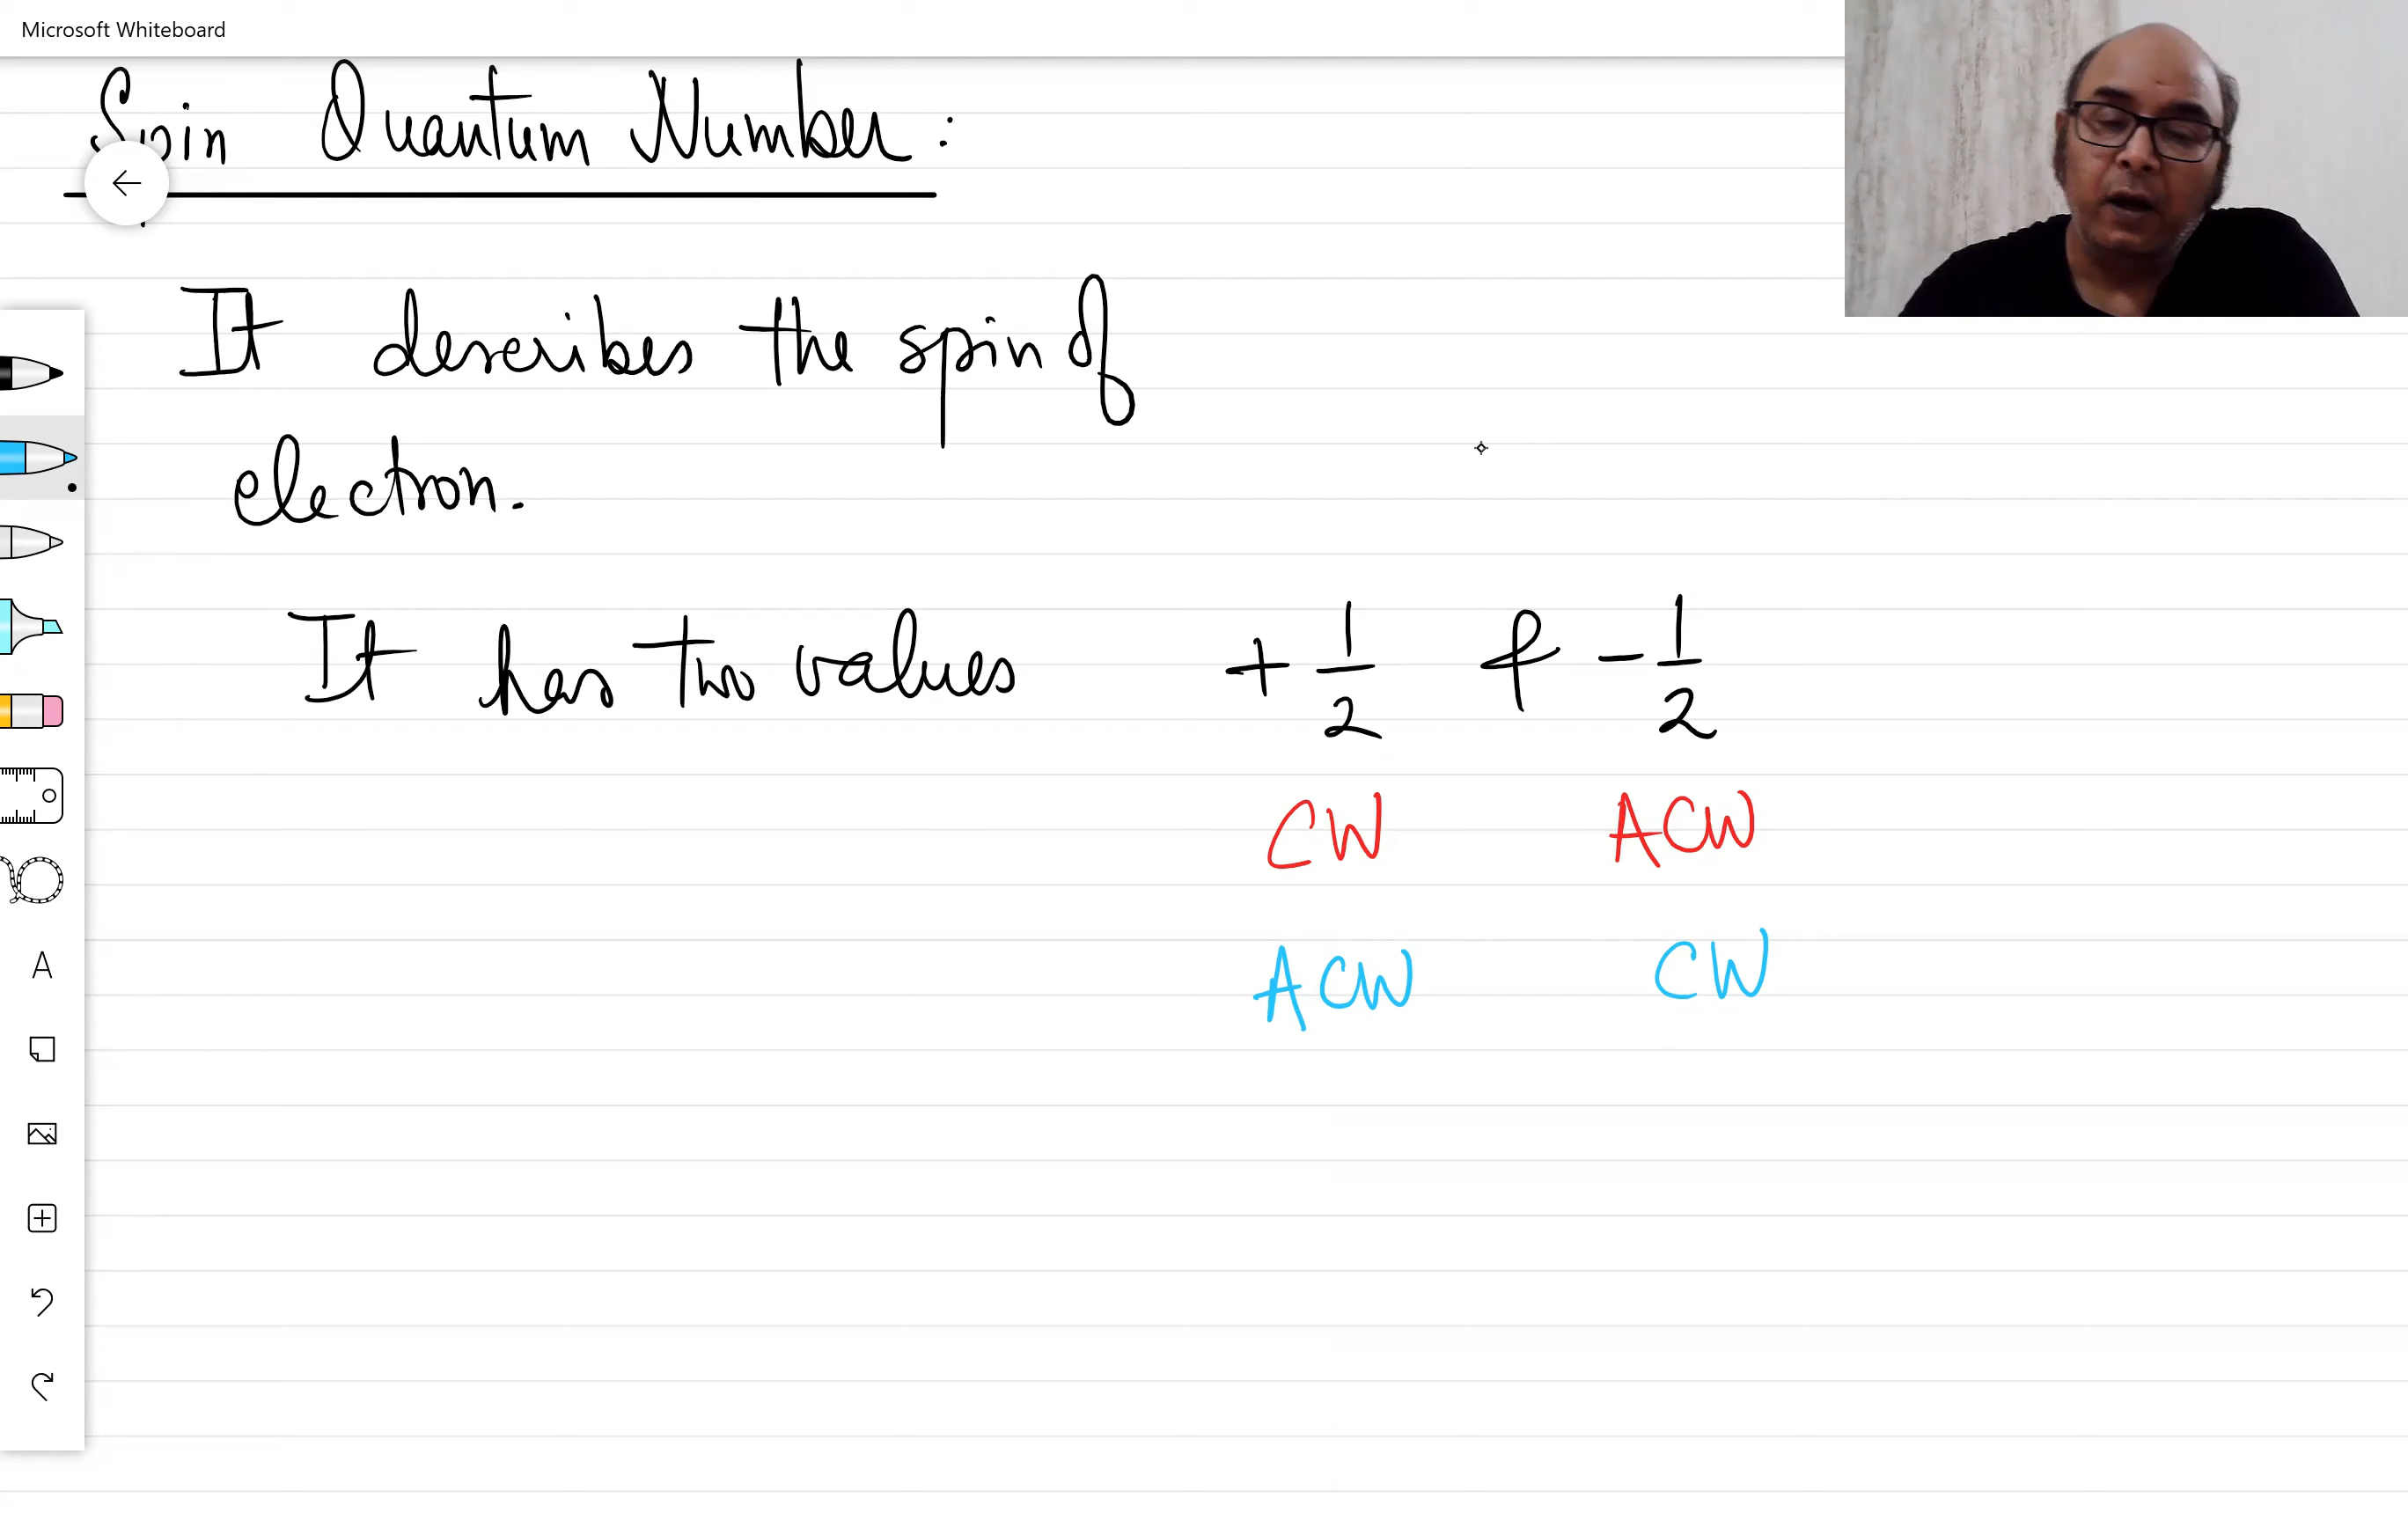 Microsoft Whiteboard
Spin Quantum Number:
It describes the spin of
electron.
It has two values + 1/2 & - 1/2
CW ACW
ACW CW
A